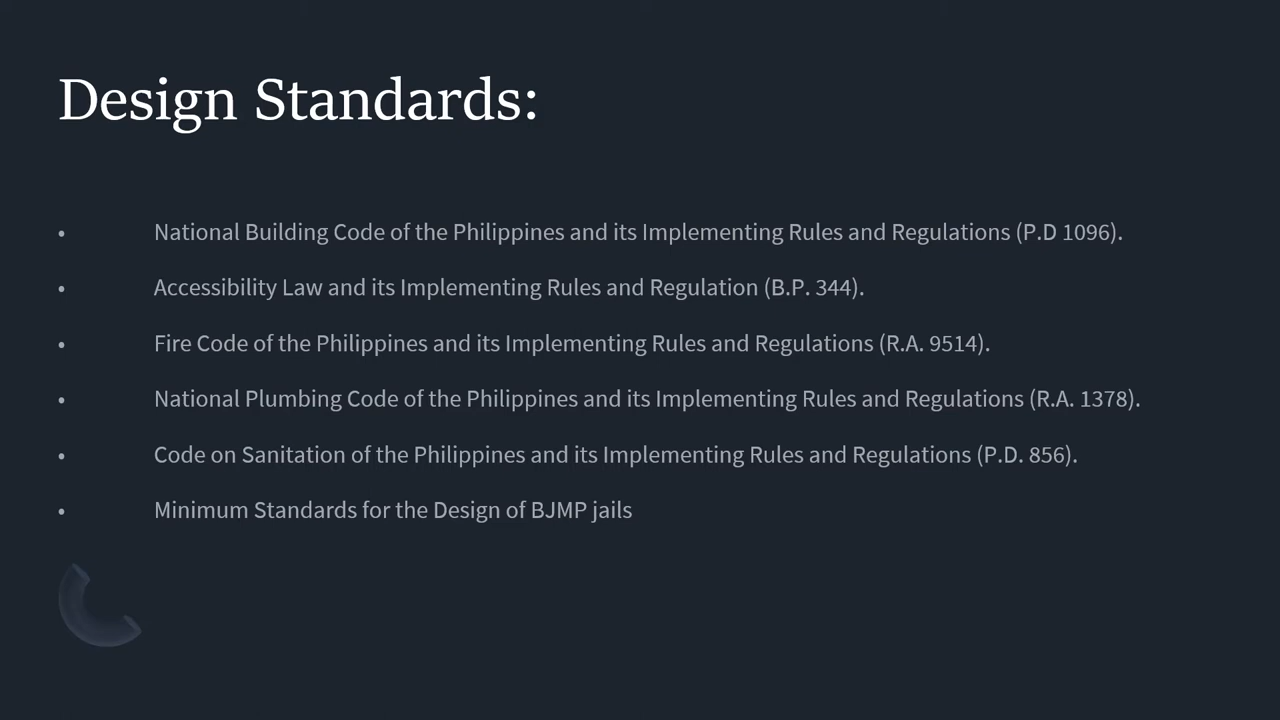 Design Standards:
• National Building Code of the Philippines and its Implementing Rules and Regulations (P.D 1096).
• Accessibility Law and its Implementing Rules and Regulation (B.P. 344).
• Fire Code of the Philippines and its Implementing Rules and Regulations (R.A. 9514).
• National Plumbing Code of the Philippines and its Implementing Rules and Regulations (R.A. 1378).
• Code on Sanitation of the Philippines and its Implementing Rules and Regulations (P.D. 856).
• Minimum Standards for the Design of BJMP jails